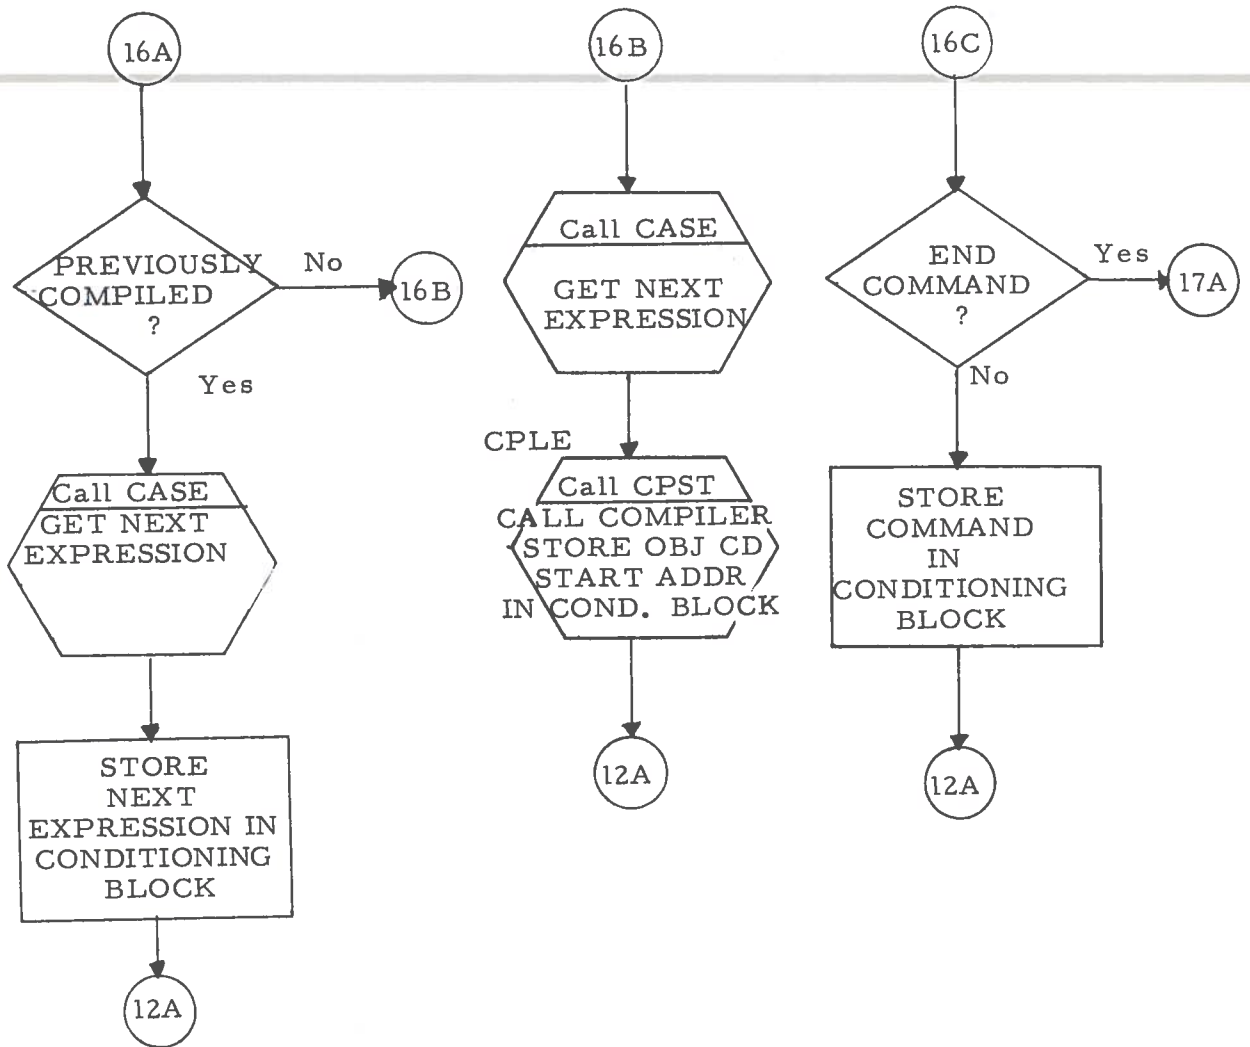 16A
PREVIOUSLY
COMPILED
?
No
16B
Yes
Call CASE
GET NEXT
EXPRESSION
STORE
NEXT
EXPRESSION IN
CONDITIONING
BLOCK
12A
16B
Call CASE
GET NEXT
EXPRESSION
CPLE
Call CPST
CALL COMPILER
STORE OBJ CD
START ADDR
IN COND. BLOCK
12A
16C
END
COMMAND
?
Yes
17A
No
STORE
COMMAND
IN
CONDITIONING
BLOCK
12A